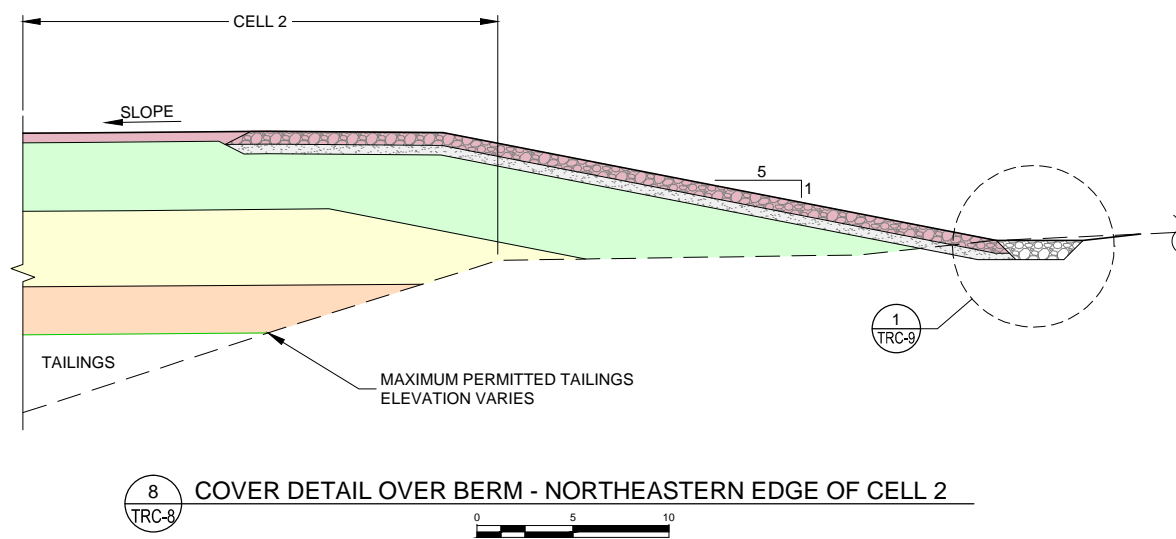 CELL 2
SLOPE
5
1
1
TRC-9
TAILINGS
MAXIMUM PERMITTED TAILINGS
ELEVATION VARIES
8
TRC-8
COVER DETAIL OVER BERM - NORTHEASTERN EDGE OF CELL 2
0 5 10